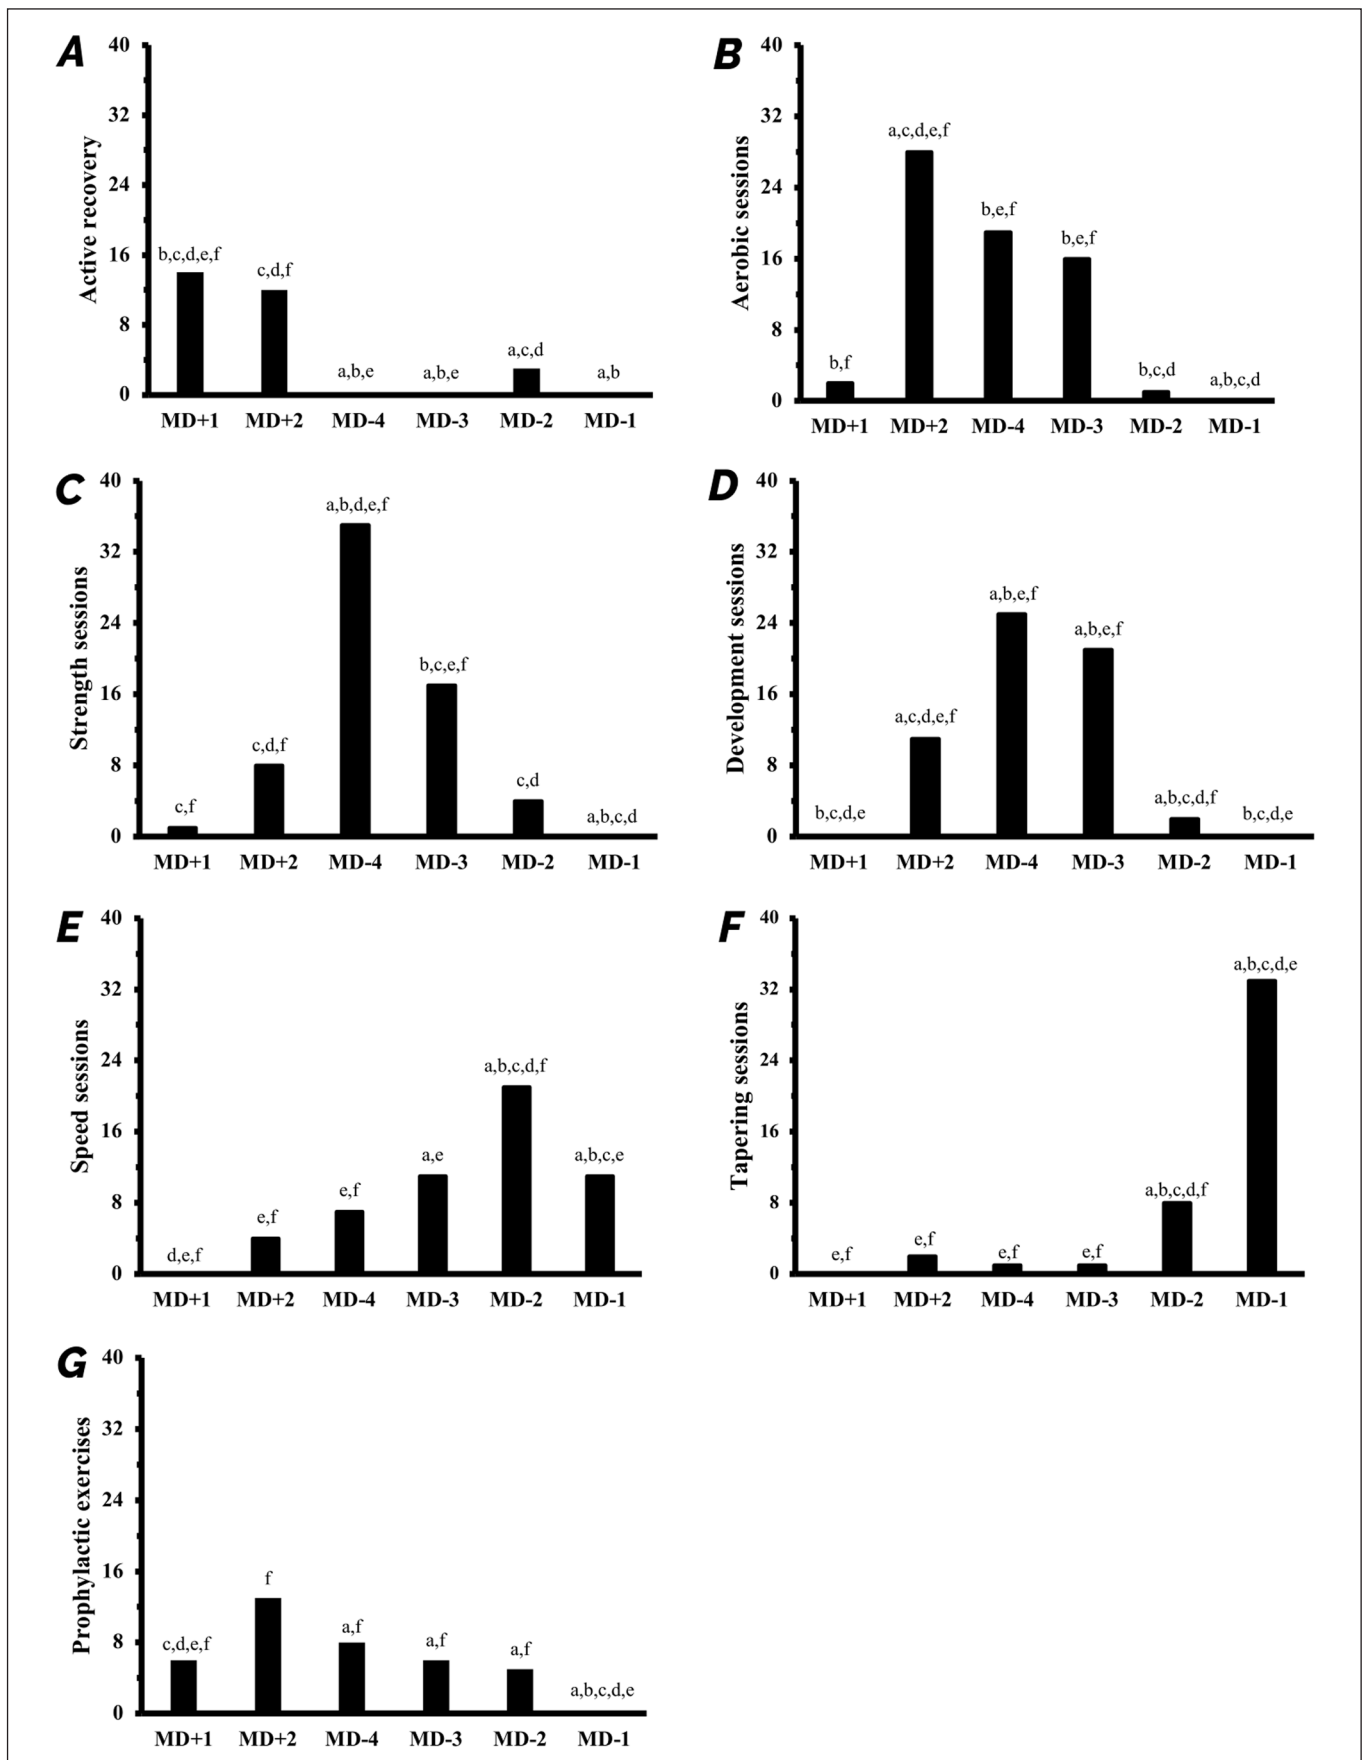 A
Active recovery
40
32
24
16
8
0
b,c,d,e,f
c,d,f
a,b,e
a,b,e
a,c,d
a,b
MD+1 MD+2 MD-4 MD-3 MD-2 MD-1
B
Aerobic sessions
40
32
24
16
8
0
b,f
a,c,d,e,f
b,e,f
b,e,f
b,c,d
a,b,c,d
MD+1 MD+2 MD-4 MD-3 MD-2 MD-1
C
Strength sessions
40
32
24
16
8
0
c,f
c,d,f
a,b,d,e,f
b,c,e,f
c,d
a,b,c,d
MD+1 MD+2 MD-4 MD-3 MD-2 MD-1
D
Development sessions
40
32
24
16
8
0
b,c,d,e
a,c,d,e,f
a,b,e,f
a,b,e,f
a,b,c,d,f
b,c,d,e
MD+1 MD+2 MD-4 MD-3 MD-2 MD-1
E
Speed sessions
40
32
24
16
8
0
d,e,f
e,f
e,f
a,e
a,b,c,d,f
a,b,c,e
MD+1 MD+2 MD-4 MD-3 MD-2 MD-1
F
Tapering sessions
40
32
24
16
8
0
e,f
e,f
e,f
e,f
a,b,c,d,f
a,b,c,d,e
MD+1 MD+2 MD-4 MD-3 MD-2 MD-1
G
Prophylactic exercises
40
32
24
16
8
0
c,d,e,f
f
a,f
a,f
a,f
a,b,c,d,e
MD+1 MD+2 MD-4 MD-3 MD-2 MD-1